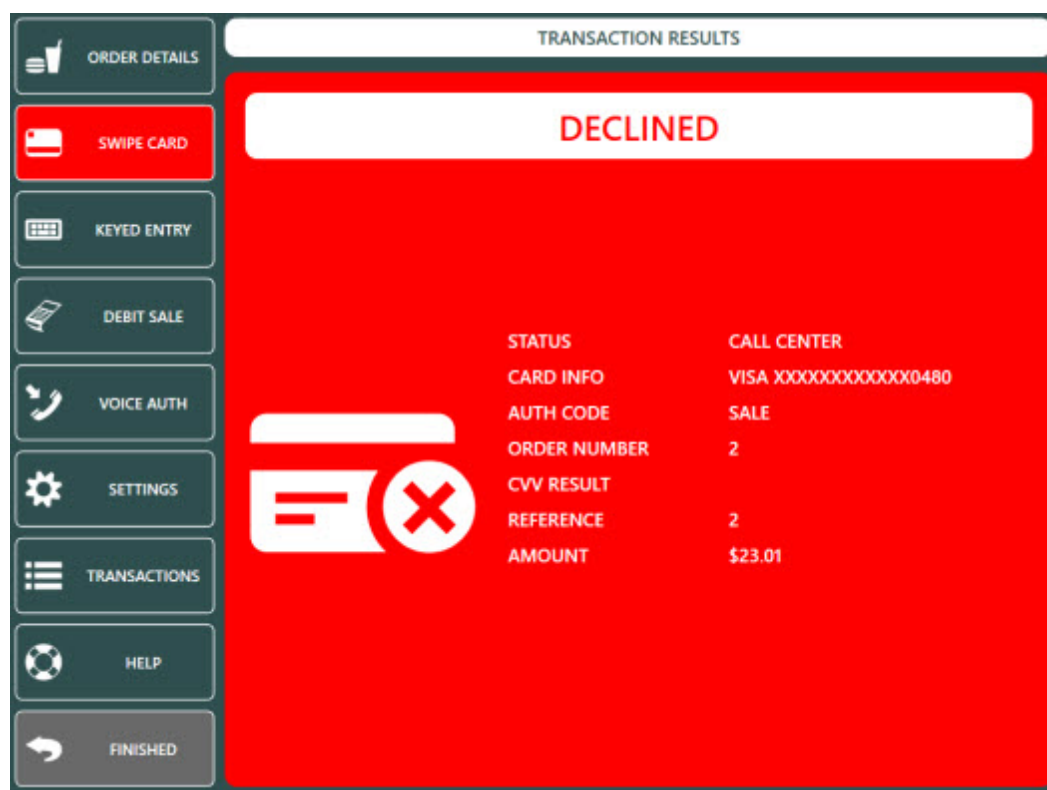 ORDER DETAILS
SWIPE CARD
KEYED ENTRY
DEBIT SALE
VOICE AUTH
SETTINGS
TRANSACTIONS
HELP
FINISHED
TRANSACTION RESULTS
DECLINED
STATUS CALL CENTER
CARD INFO VISA XXXXXXXXXXXX0480
AUTH CODE SALE
ORDER NUMBER 2
CVV RESULT
REFERENCE 2
AMOUNT $23.01